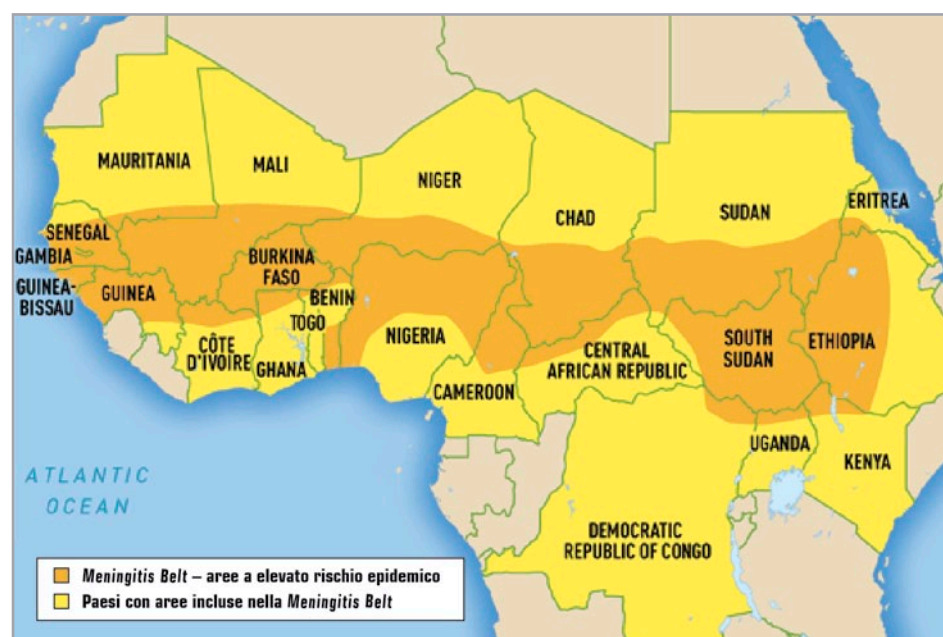 MAURITANIA
MALI
NIGER
CHAD
SUDAN
ERITREA
SENEGAL
GAMBIA
GUINEA-
BISSAU
GUINEA
BURKINA
FASO
BENIN
TOGO
CÔTE
D'IVOIRE
GHANA
NIGERIA
CAMEROON
CENTRAL
AFRICAN REPUBLIC
SOUTH
SUDAN
ETHIOPIA
UGANDA
KENYA
DEMOCRATIC
REPUBLIC OF CONGO
ATLANTIC
OCEAN
Meningitis Belt – aree a elevato rischio epidemico
Paesi con aree incluse nella Meningitis Belt